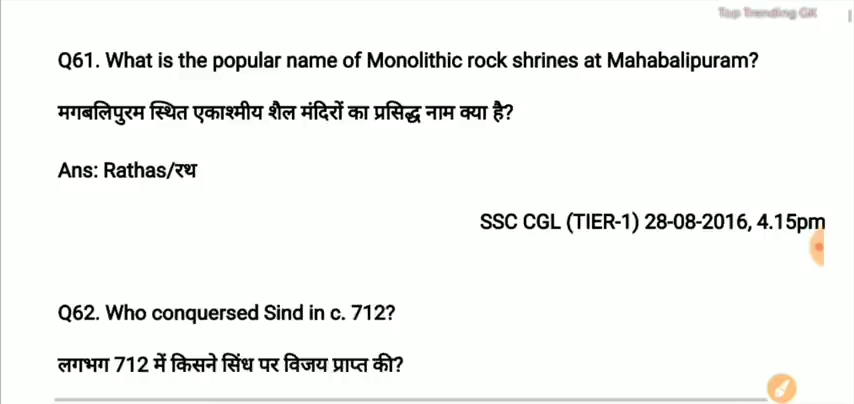 Top Trending GK
Q61. What is the popular name of Monolithic rock shrines at Mahabalipuram?
मगबलिपुरम स्थित एकाश्मीय शैल मंदिरों का प्रसिद्ध नाम क्या है?
Ans: Rathas/रथ
SSC CGL (TIER-1) 28-08-2016, 4.15pm
Q62. Who conquersed Sind in c. 712?
लगभग 712 में किसने सिंध पर विजय प्राप्त की?